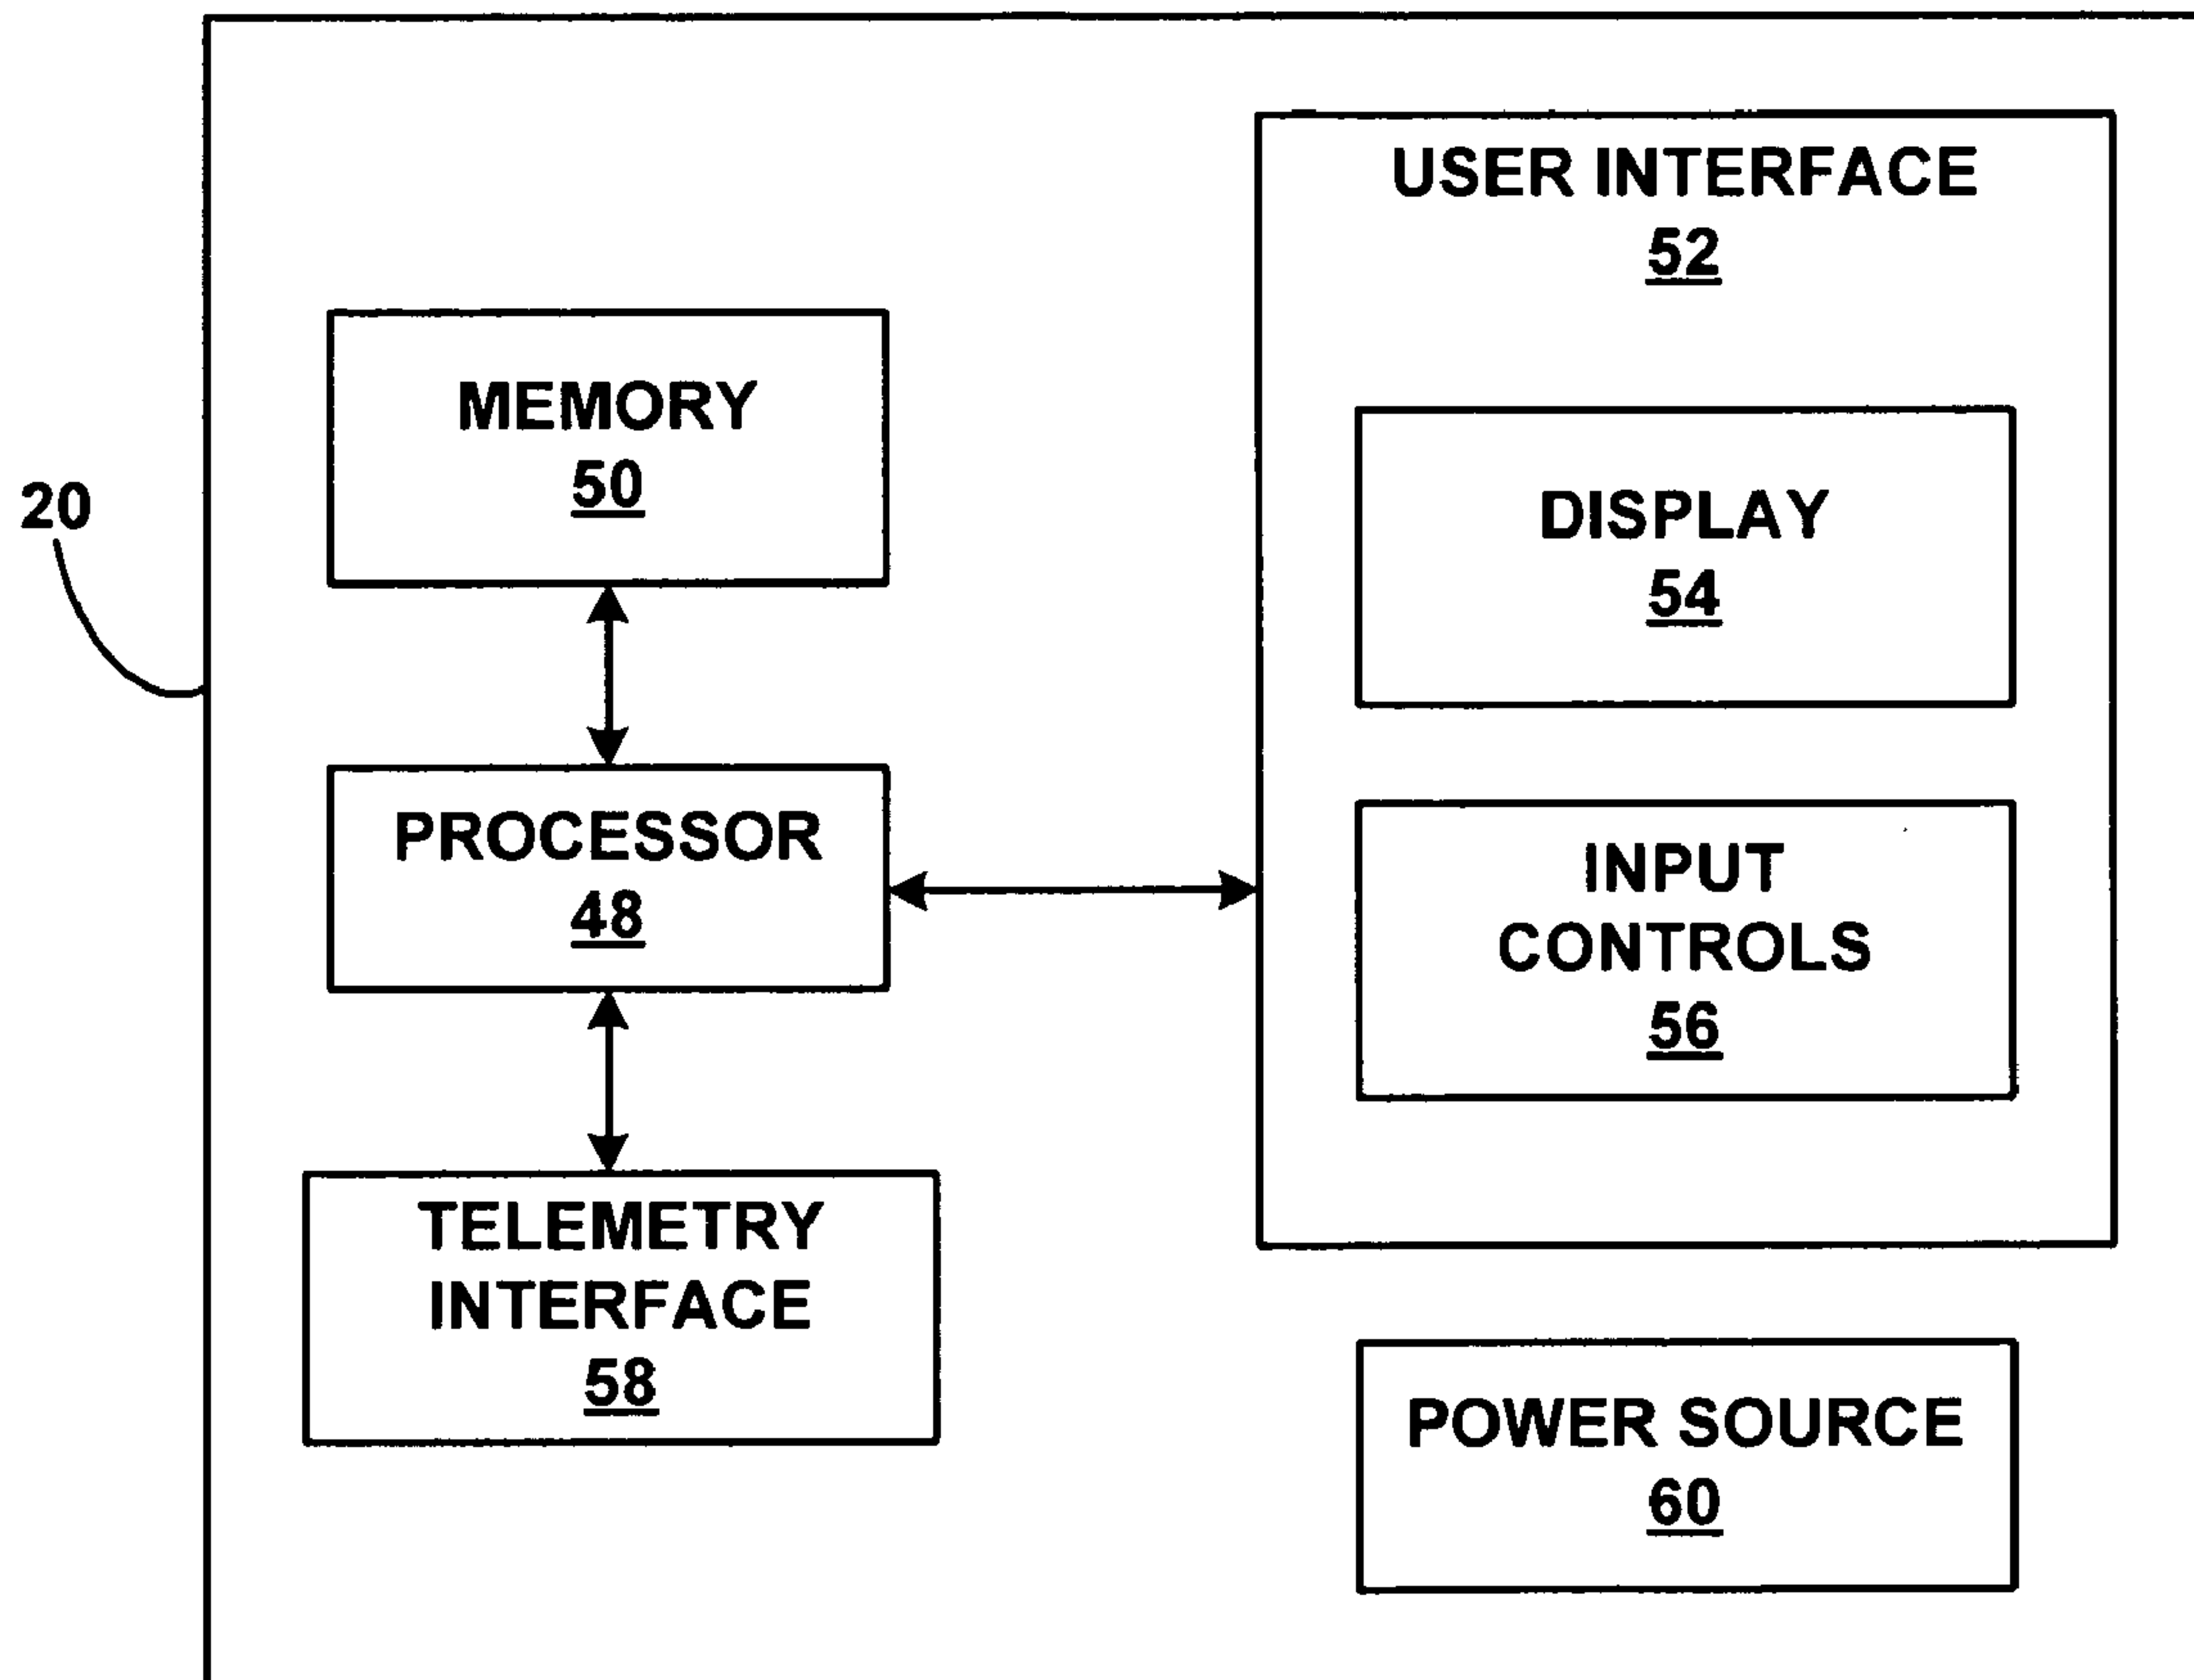 20
MEMORY
50
PROCESSOR
48
TELEMETRY
INTERFACE
58
USER INTERFACE
52
DISPLAY
54
INPUT
CONTROLS
56
POWER SOURCE
60